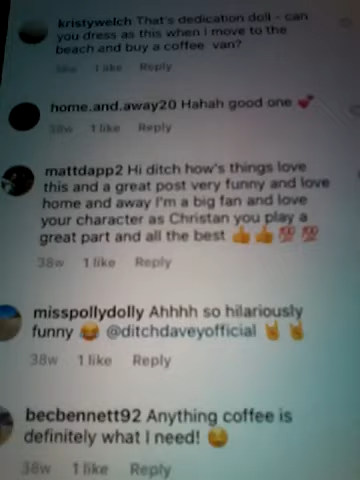 kristywelch That's dedication doll - can
you dress as this when I move to the
beach and buy a coffee van?
38w 1 like Reply
home.and.away20 Hahah good one 💕
38w 1 like Reply
mattdapp2 Hi ditch how's things love
this and a great post very funny and love
home and away I'm a big fan and love
your character as Christan you play a
great part and all the best 👍👍💯💯
38w 1 like Reply
misspollydolly Ahhhh so hilariously
funny 😂 @ditchdaveyofficial 🤘🤘
38w 1 like Reply
becbennett92 Anything coffee is
definitely what I need! 😂
38w 1 like Reply